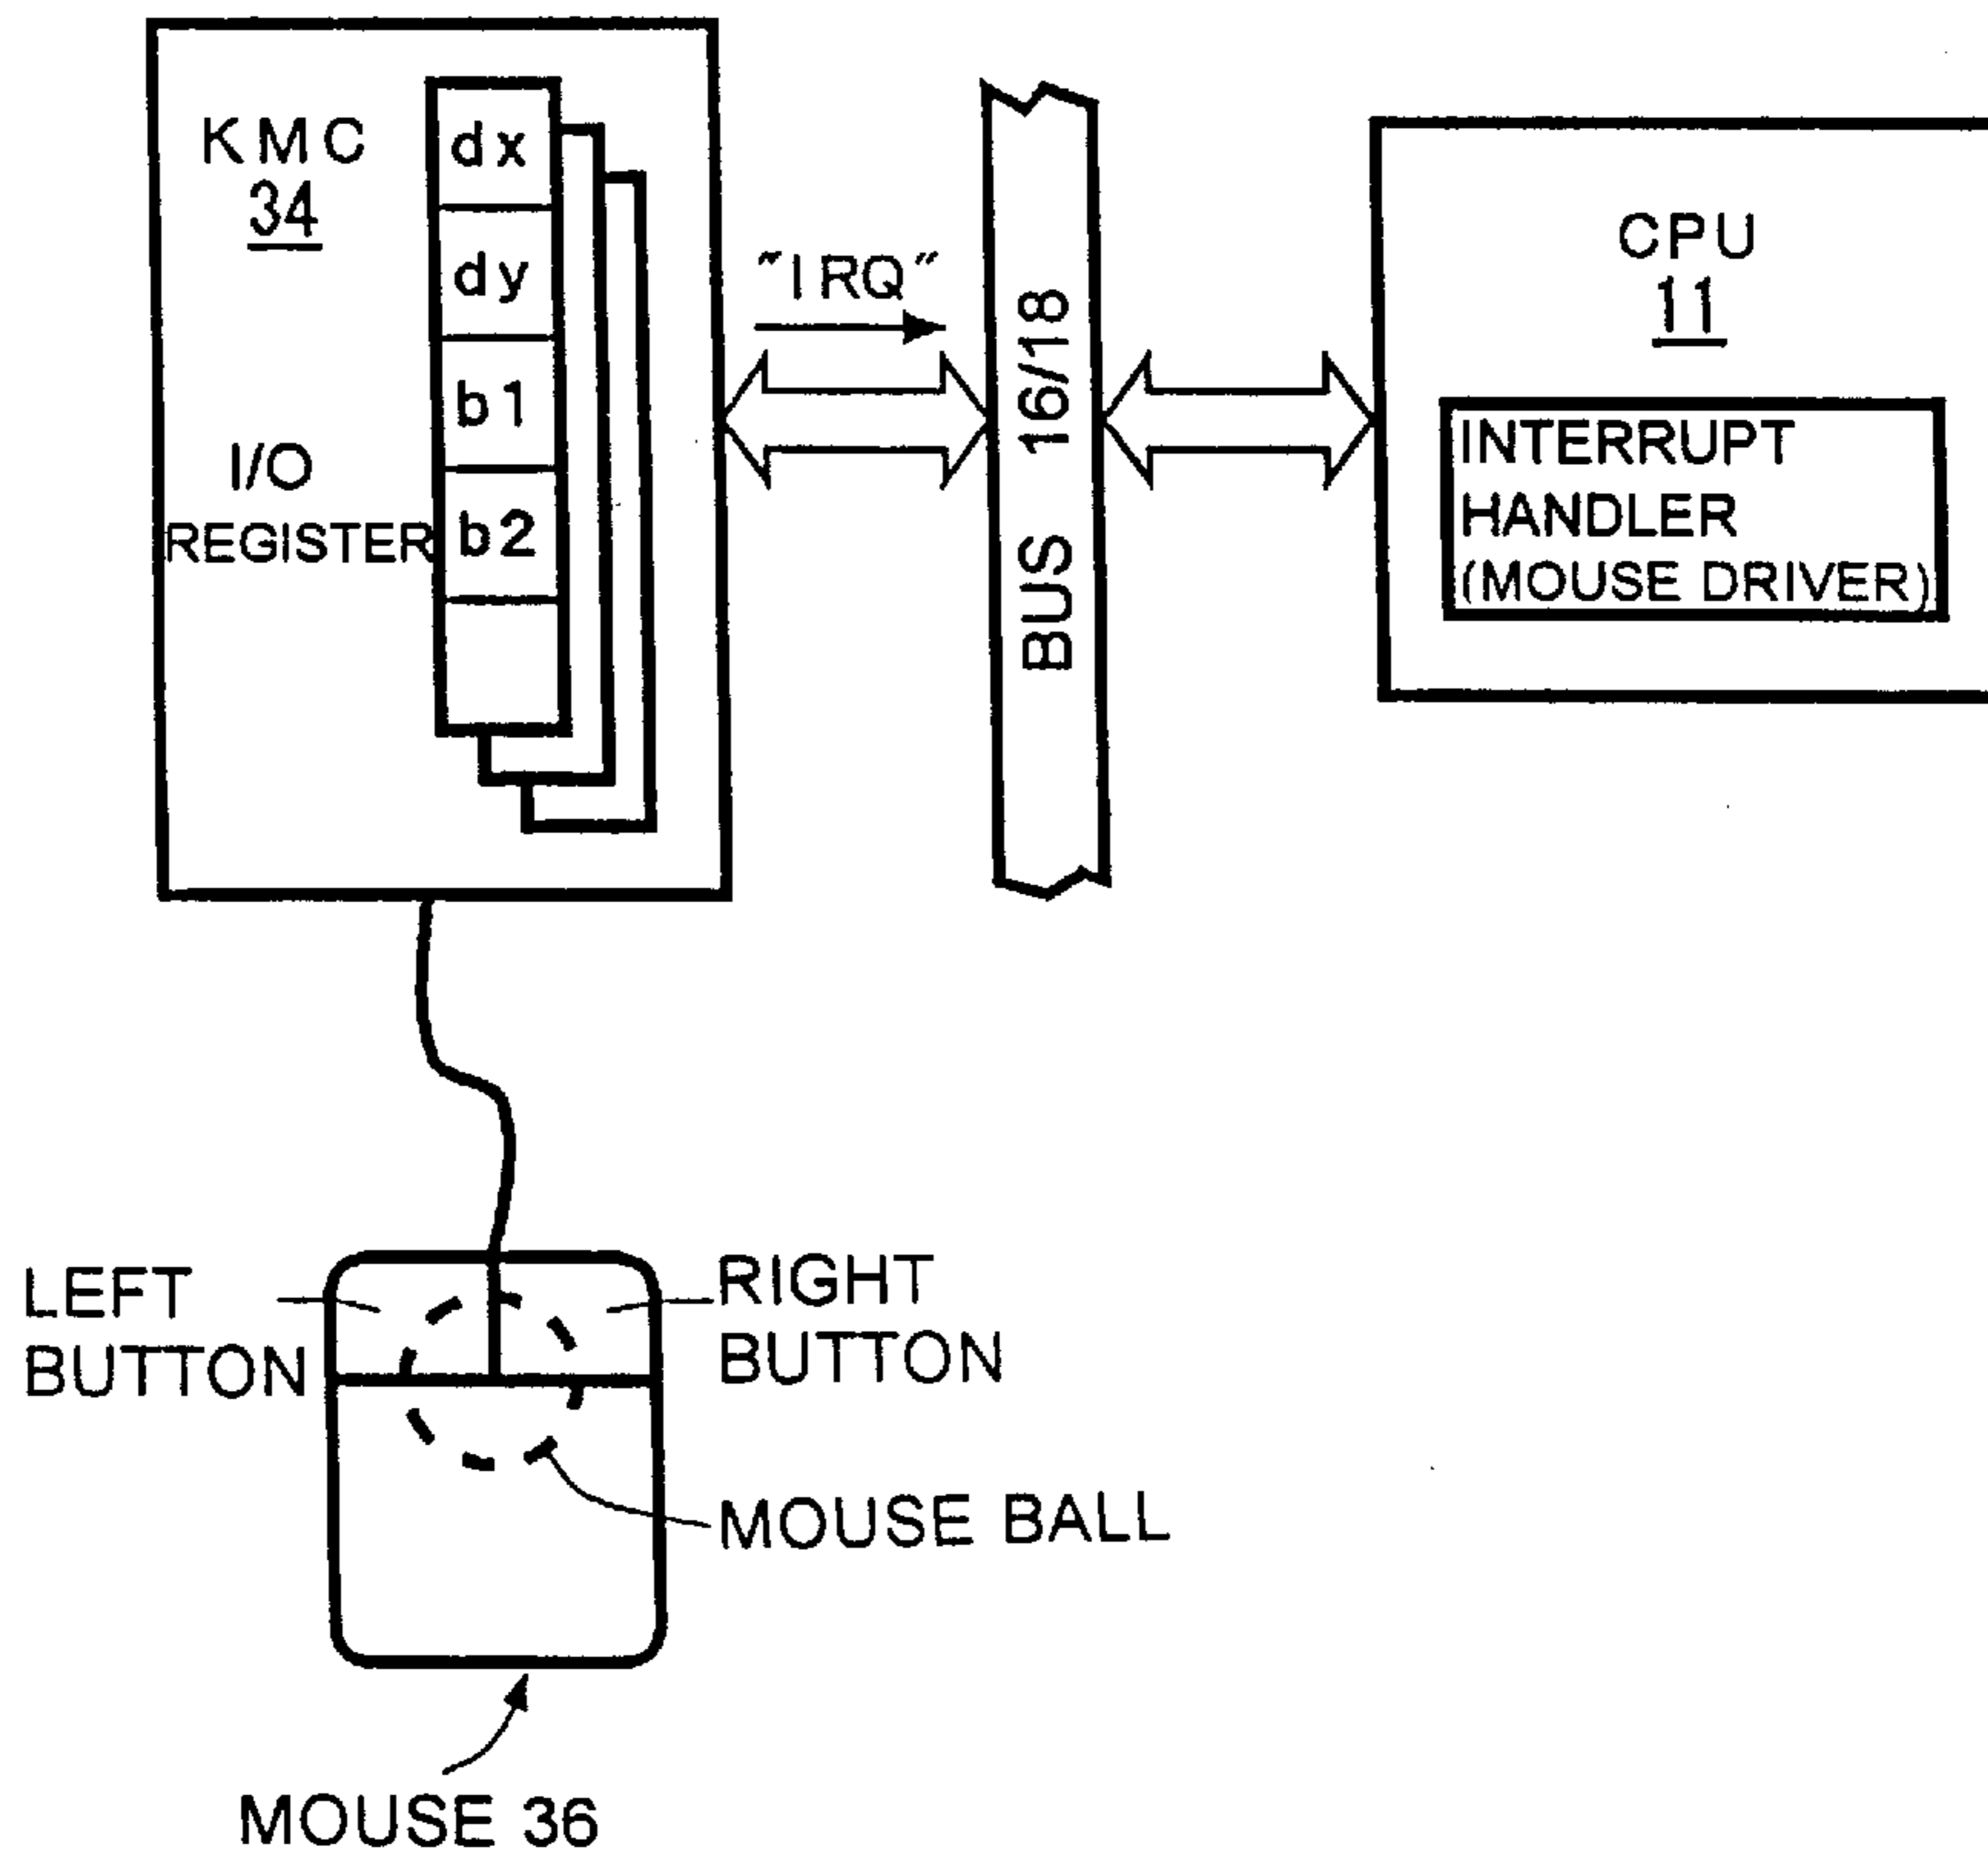 KMC
34
dx
dy
b1
b2
I/O
REGISTER
"IRQ"
BUS 16/18
CPU
11
INTERRUPT
HANDLER
(MOUSE DRIVER)
LEFT
BUTTON
RIGHT
BUTTON
MOUSE BALL
MOUSE 36